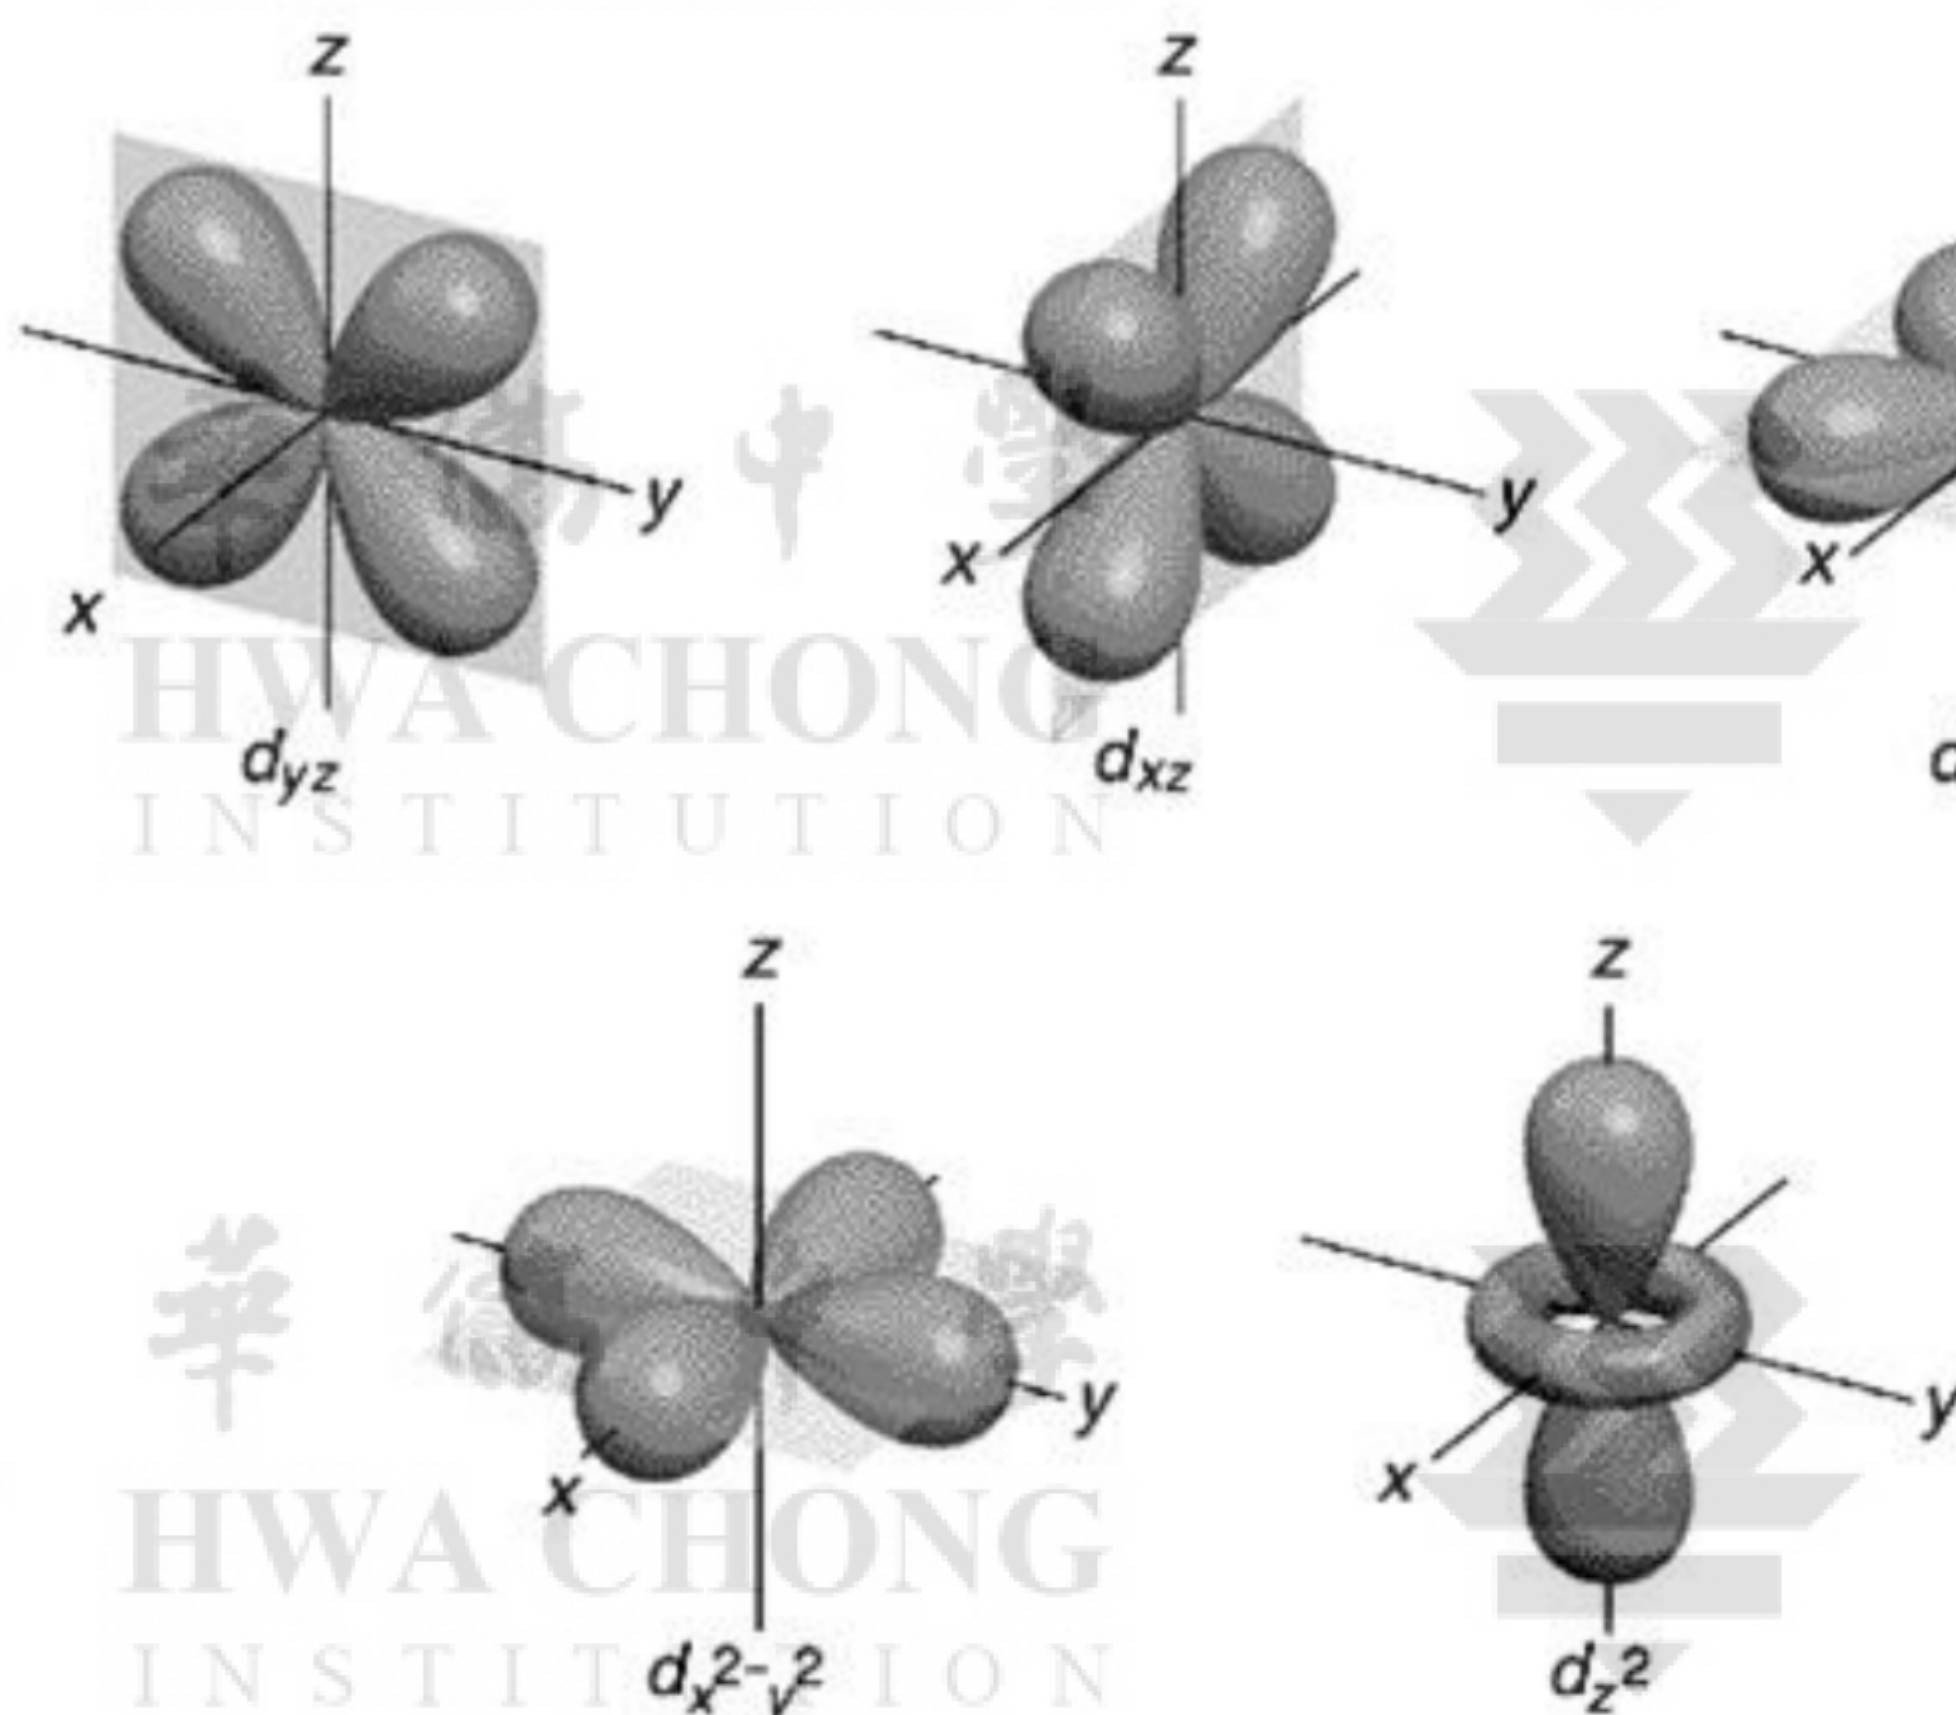 z z
y y
x x x
HWA CHONG
dyz dxz d
INSTITUTION
z z
y y
x x
HWA CHONG
INSTITUTION
dx²-y² dz²